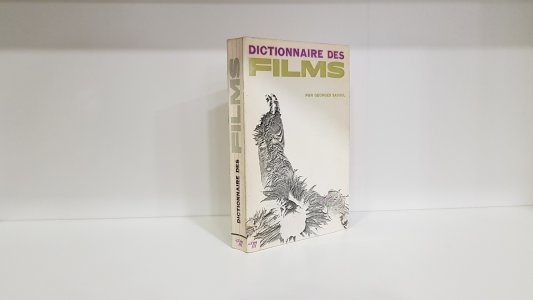 DICTIONNAIRE DES
FILMS
PAR GEORGES SADOUL
DICTIONNAIRE DES FILMS